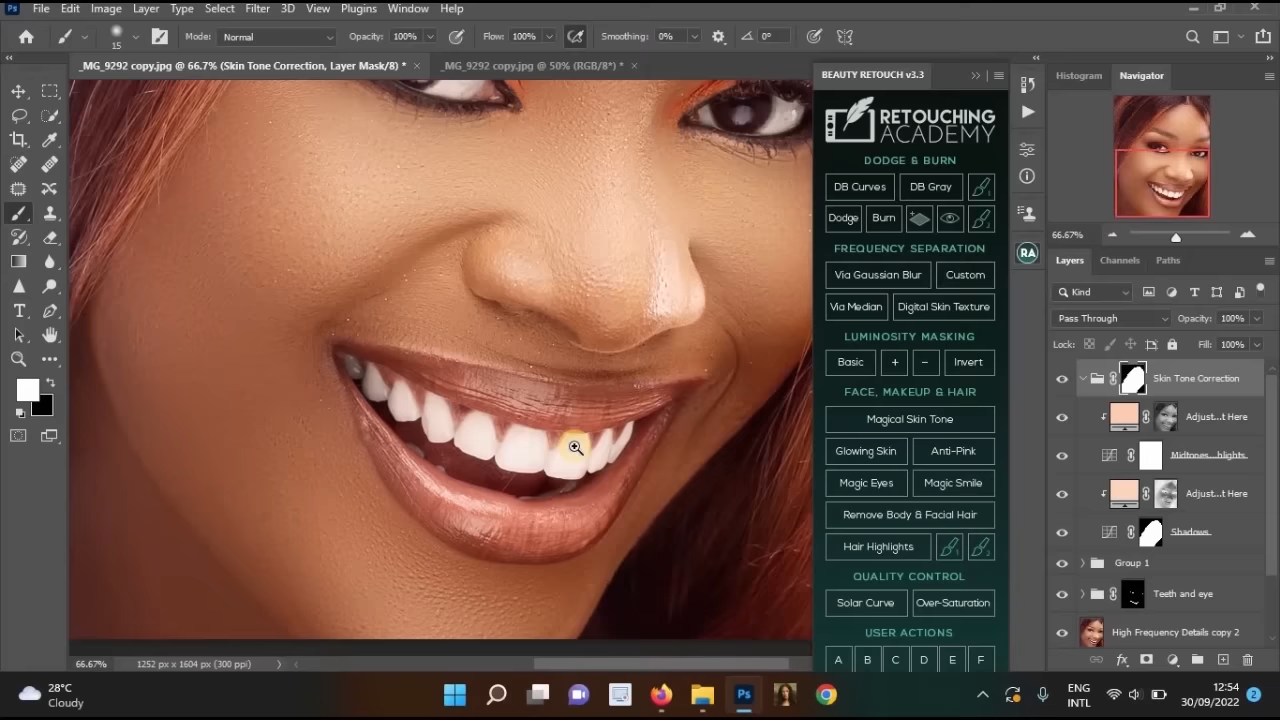 Ps File Edit Image Layer Type Select Filter 3D View Plugins Window Help
15 Mode: Normal Opacity: 100% Flow: 100% Smoothing: 0% 0°
_MG_9292 copy.jpg @ 66.7% (Skin Tone Correction, Layer Mask/8) * × _MG_9292 copy.jpg @ 50% (RGB/8*) * ×
BEAUTY RETOUCH v3.3
RETOUCHING
ACADEMY
DODGE & BURN
DB Curves DB Gray 1
Dodge Burn 2
FREQUENCY SEPARATION
Via Gaussian Blur Custom
Via Median Digital Skin Texture
LUMINOSITY MASKING
Basic + − Invert
FACE, MAKEUP & HAIR
Magical Skin Tone
Glowing Skin Anti-Pink
Magic Eyes Magic Smile
Remove Body & Facial Hair
Hair Highlights 1 2
QUALITY CONTROL
Solar Curve Over-Saturation
USER ACTIONS
A B C D E F
RA
Histogram Navigator
66.67%
Layers Channels Paths
Kind
Pass Through Opacity: 100%
Lock: Fill: 100%
Skin Tone Correction
Adjust...t Here
Midtones...hlights
Adjust...t Here
Shadows
Group 1
Teeth and eye
High Frequency Details copy 2
fx
66.67% 1252 px x 1604 px (300 ppi)
28°C
Cloudy
Ps
ENG
INTL
12:54
30/09/2022
2